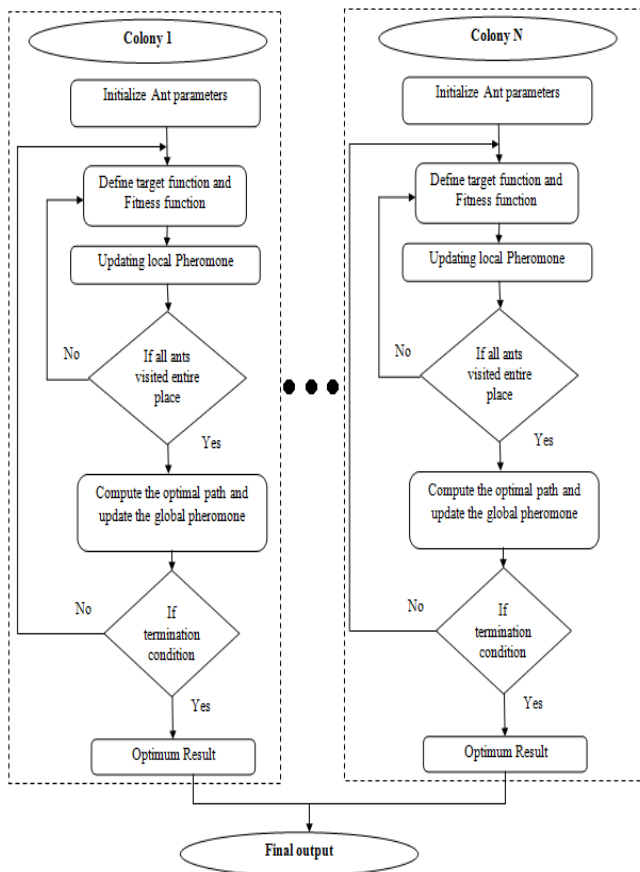 Colony 1
Initialize Ant parameters
Define target function and
Fitness function
Updating local Pheromone
No
If all ants
visited entire
place
Yes
Compute the optimal path and
update the global pheromone
No
If
termination
condition
Yes
Optimum Result
Colony N
Initialize Ant parameters
Define target function and
Fitness function
Updating local Pheromone
No
If all ants
visited entire
place
Yes
Compute the optimal path and
update the global pheromone
No
If
termination
condition
Yes
Optimum Result
Final output